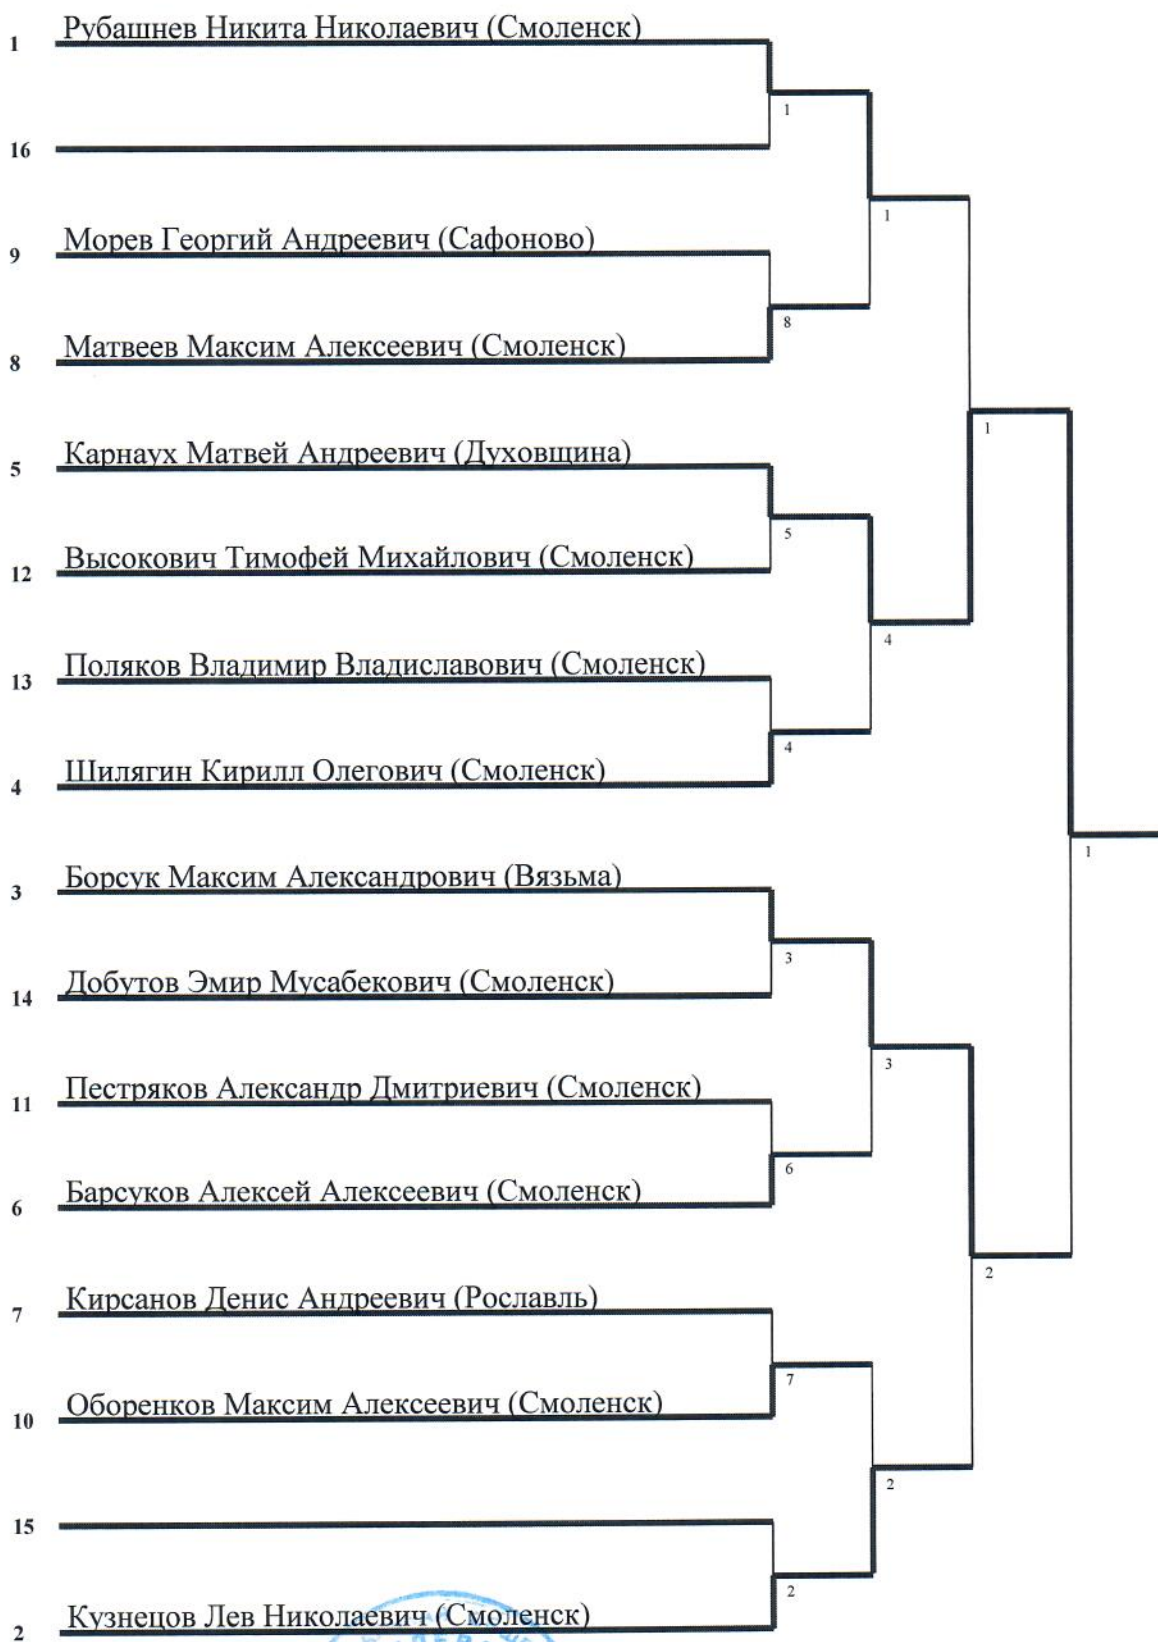 1 Рубашнев Никита Николаевич (Смоленск)
1
16
1
9 Морев Георгий Андреевич (Сафоново)
8
8 Матвеев Максим Алексеевич (Смоленск)
1
5 Карнаух Матвей Андреевич (Духовщина)
5
12 Высокович Тимофей Михайлович (Смоленск)
4
13 Поляков Владимир Владиславович (Смоленск)
4
4 Шилягин Кирилл Олегович (Смоленск)
1
3 Борсук Максим Александрович (Вязьма)
3
14 Добутов Эмир Мусабекович (Смоленск)
3
11 Пестряков Александр Дмитриевич (Смоленск)
6
6 Барсуков Алексей Алексеевич (Смоленск)
2
7 Кирсанов Денис Андреевич (Рославль)
7
10 Оборенков Максим Алексеевич (Смоленск)
2
15
2
2 Кузнецов Лев Николаевич (Смоленск)